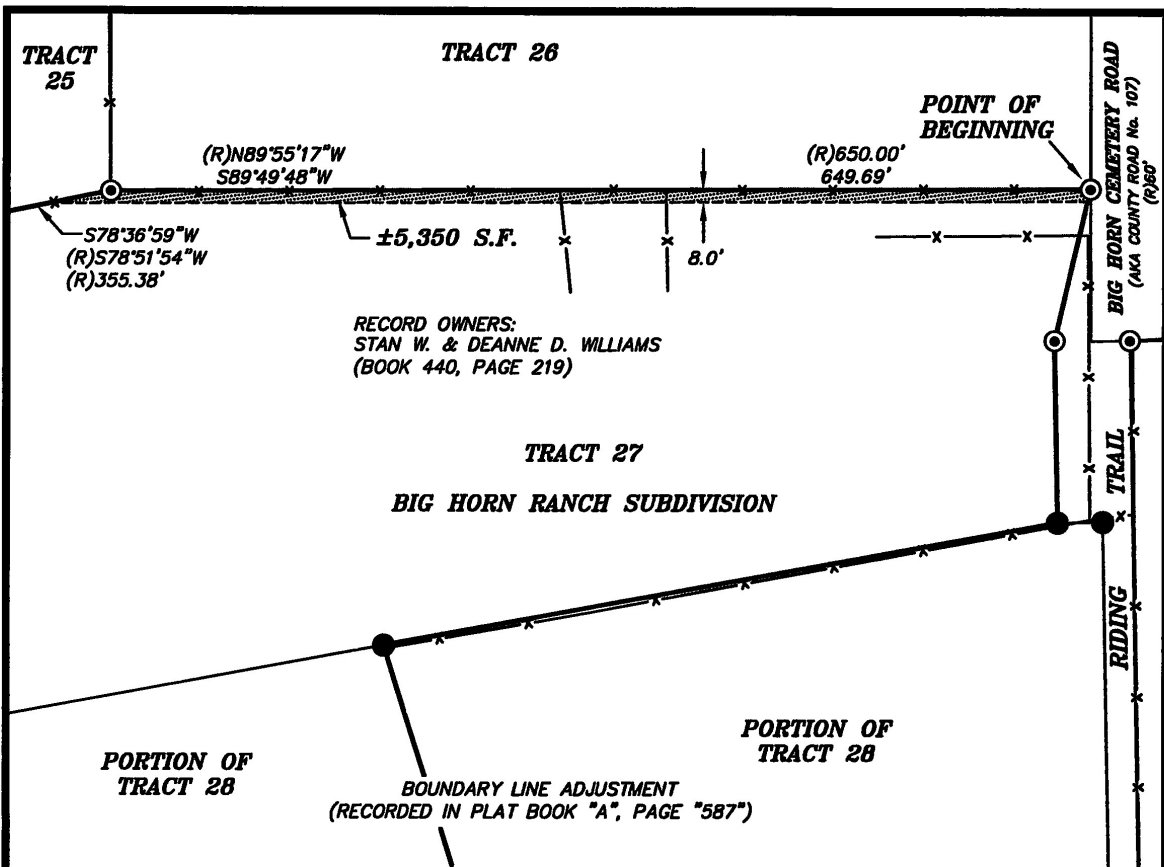 TRACT
25
TRACT 26
POINT OF
BEGINNING
BIG HORN CEMETERY ROAD
(AKA COUNTY ROAD No. 107)
(R)60'
(R)N89°55'17"W
S89°49'48"W
(R)650.00'
649.69'
S78°36'59"W
(R)S78°51'54"W
(R)355.38'
±5,350 S.F.
8.0'
RECORD OWNERS:
STAN W. & DEANNE D. WILLIAMS
(BOOK 440, PAGE 219)
TRACT 27
BIG HORN RANCH SUBDIVISION
RIDING TRAIL
PORTION OF
TRACT 28
PORTION OF
TRACT 28
BOUNDARY LINE ADJUSTMENT
(RECORDED IN PLAT BOOK "A", PAGE "587")